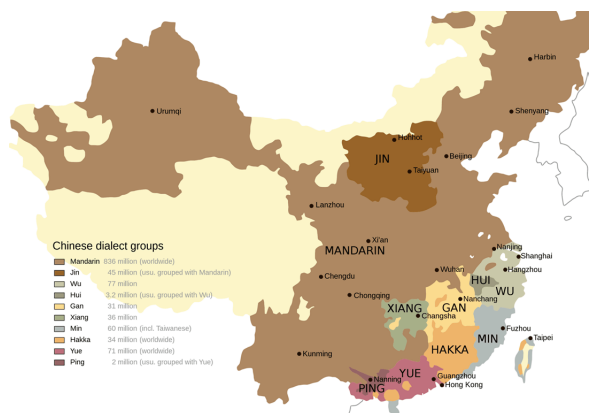 Harbin
Urumqi
Shenyang
Hohhot
JIN
Beijing
Taiyuan
Lanzhou
Xi'an
MANDARIN
Nanjing
Shanghai
Chengdu
Wuhan
Hangzhou
HUI
WU
Chongqing
Nanchang
XIANG
GAN
Changsha
Fuzhou
MIN
Taipei
HAKKA
Kunming
YUE
Nanning
Guangzhou
PING
Hong Kong
Chinese dialect groups
Mandarin 836 million (worldwide)
Jin 45 million (usu. grouped with Mandarin)
Wu 77 million
Hui 3.2 million (usu. grouped with Wu)
Gan 31 million
Xiang 36 million
Min 60 million (incl. Taiwanese)
Hakka 34 million (worldwide)
Yue 71 million (worldwide)
Ping 2 million (usu. grouped with Yue)